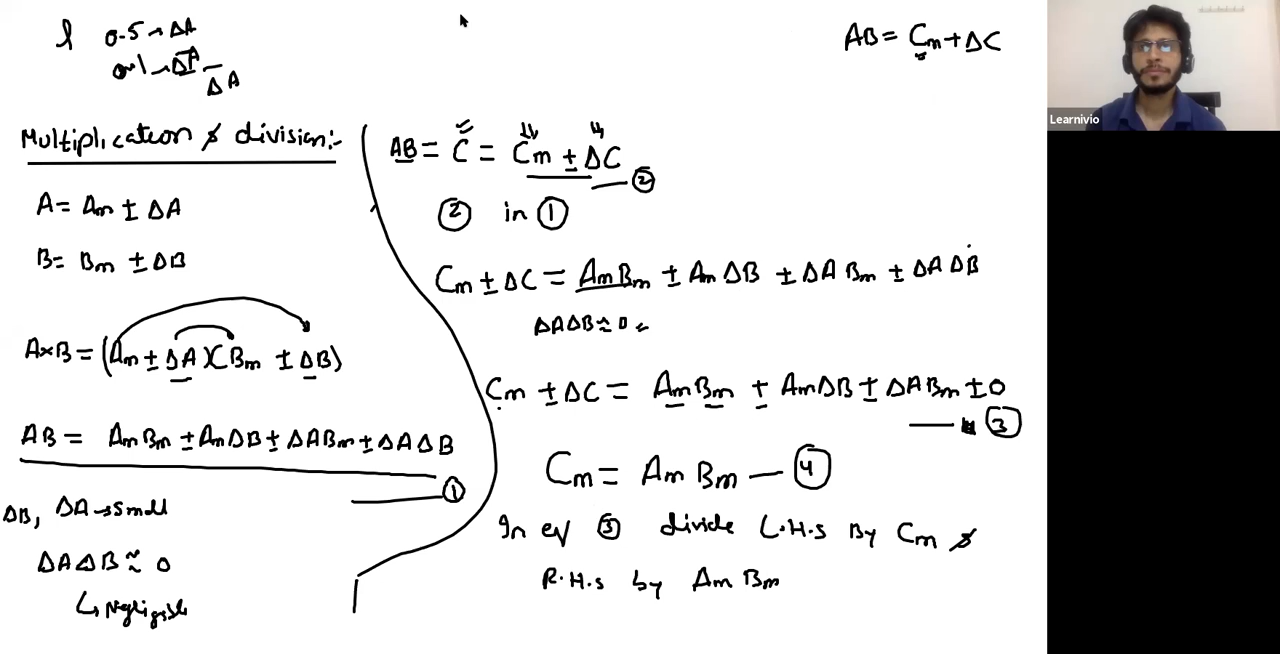 l 0.5 → ΔA
0.1 → ΔA
ΔA
Multiplication & division:-
A = Am ± ΔA
B = Bm ± ΔB
A×B = (Am ± ΔA)(Bm ± ΔB)
AB = AmBm ± AmΔB ± ΔABm ± ΔAΔB
①
ΔB, ΔA → small
ΔAΔB ≈ 0
↳ Negligible
AB = Cm + ΔC
AB = C = Cm ± ΔC
②
② in ①
Cm ± ΔC = AmBm ± AmΔB ± ΔABm ± ΔAΔB
ΔAΔB ≈ 0
Cm ± ΔC = AmBm ± AmΔB ± ΔABm ± 0
③
Cm = AmBm — ④
In eq ③ divide L.H.S By Cm &
R.H.S by AmBm
Learnivio